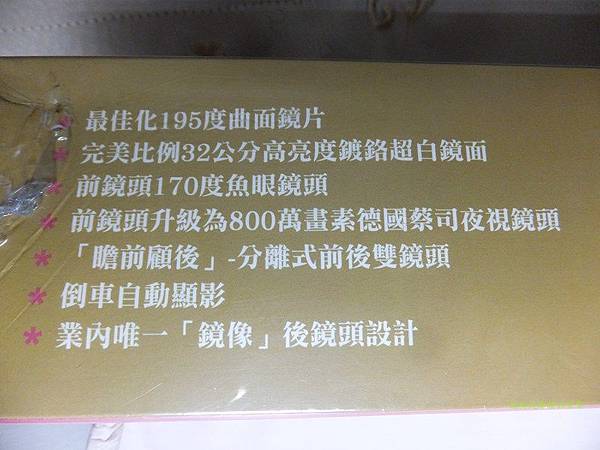 * 最佳化195度曲面鏡片
* 完美比例32公分高亮度鍍鉻超白鏡面
* 前鏡頭170度魚眼鏡頭
* 前鏡頭升級為800萬畫素德國蔡司夜視鏡頭
* 「瞻前顧後」-分離式前後雙鏡頭
* 倒車自動顯影
* 業內唯一「鏡像」後鏡頭設計